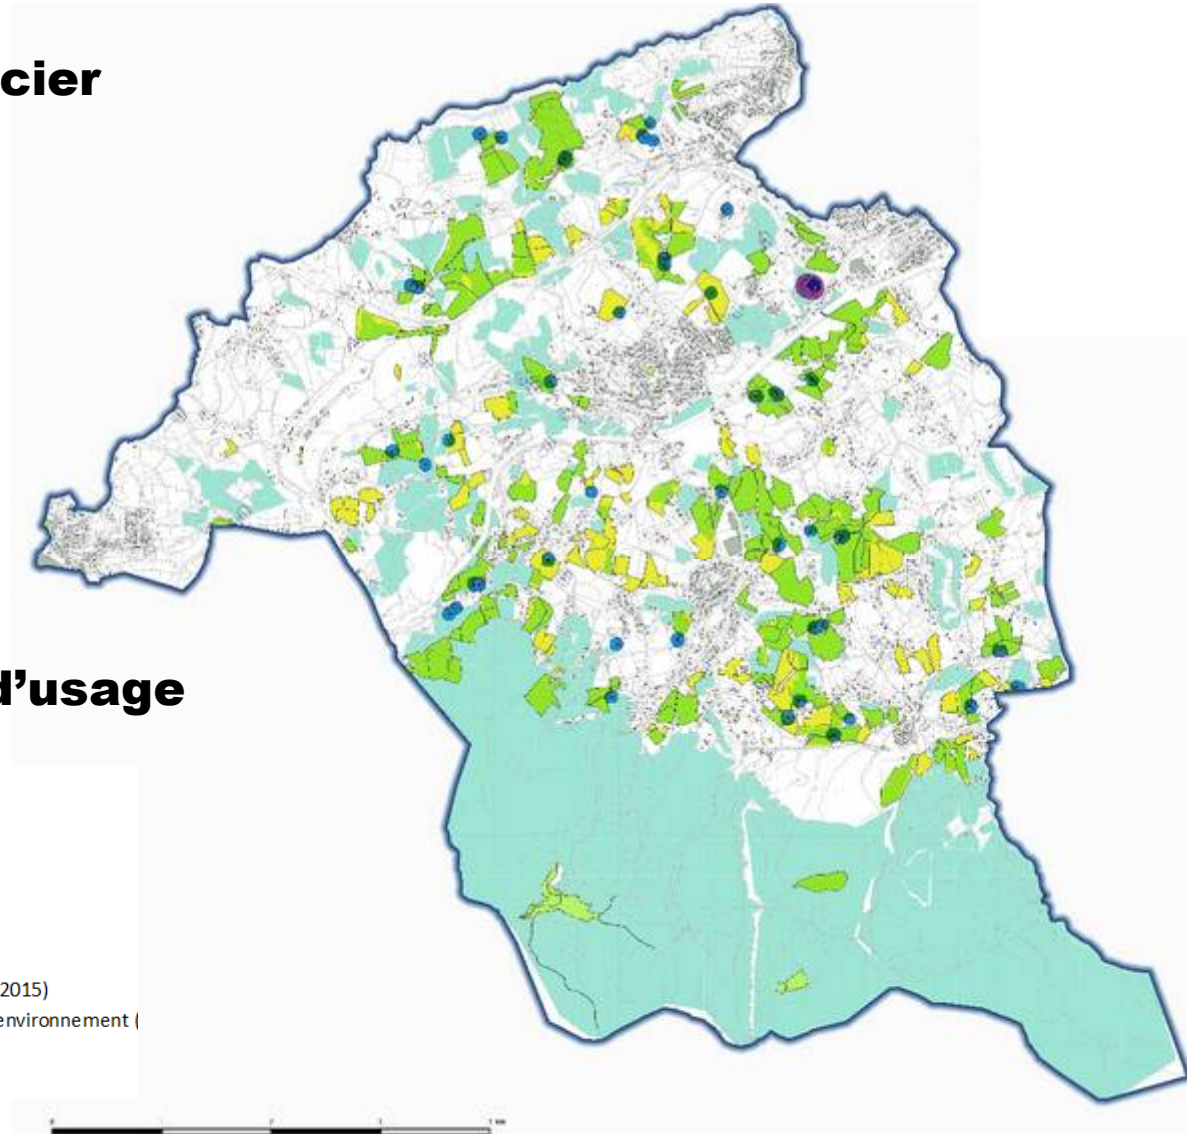 cier
d’usage
2015)
environnement (